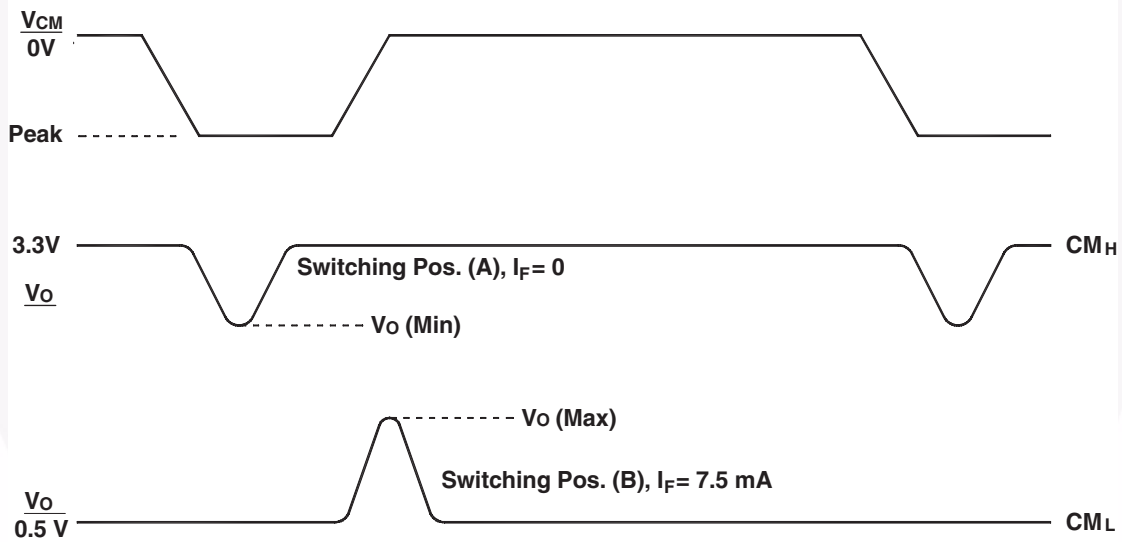 VCM
0V
Peak
3.3V
CMH
Switching Pos. (A), IF= 0
VO
VO (Min)
VO (Max)
Switching Pos. (B), IF= 7.5 mA
VO
0.5 V
CML